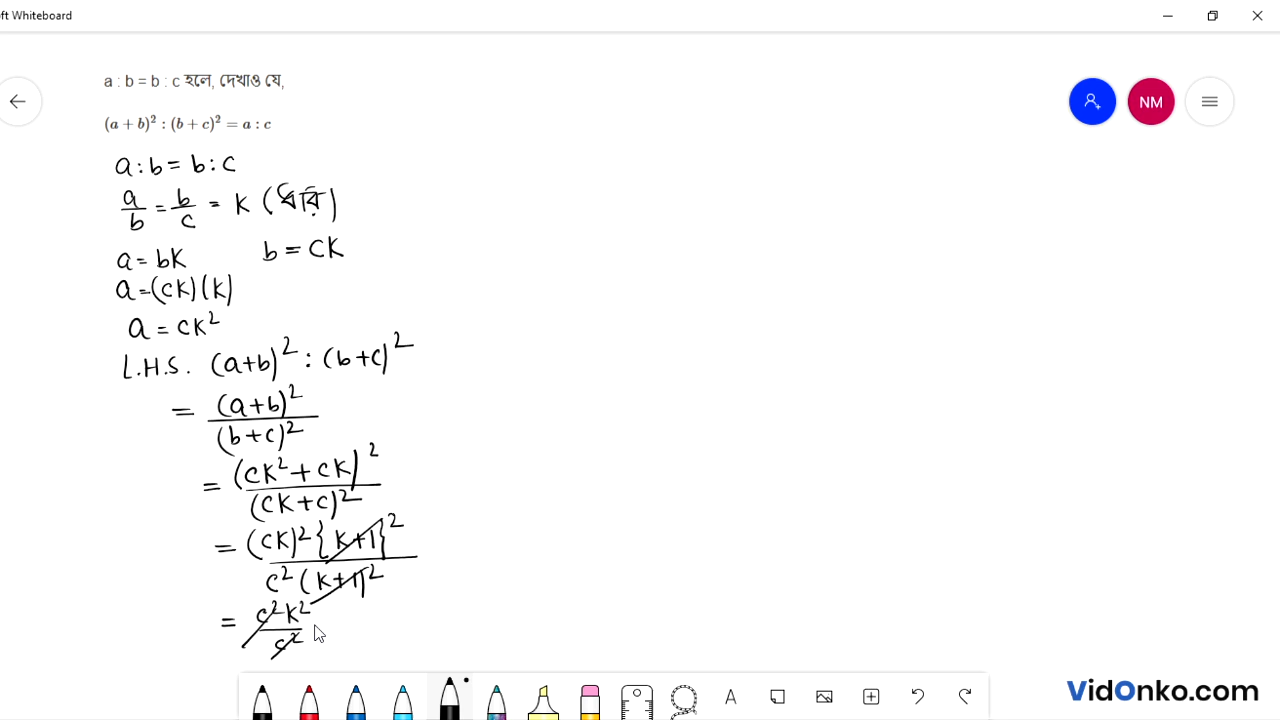 oft Whiteboard
a : b = b : c হলে, দেখাও যে,
NM
(a + b)² : (b + c)² = a : c
a : b = b : c
a/b = b/c = K (ধরি)
a = bK b = CK
a = (CK)(K)
a = CK²
L.H.S. (a+b)² : (b+c)²
= (a+b)²/(b+c)²
= (CK²+CK)²/(CK+C)²
= (CK)²{K+1}²/C²(K+1)²
= C²K²/C²
A
VidOnko.com